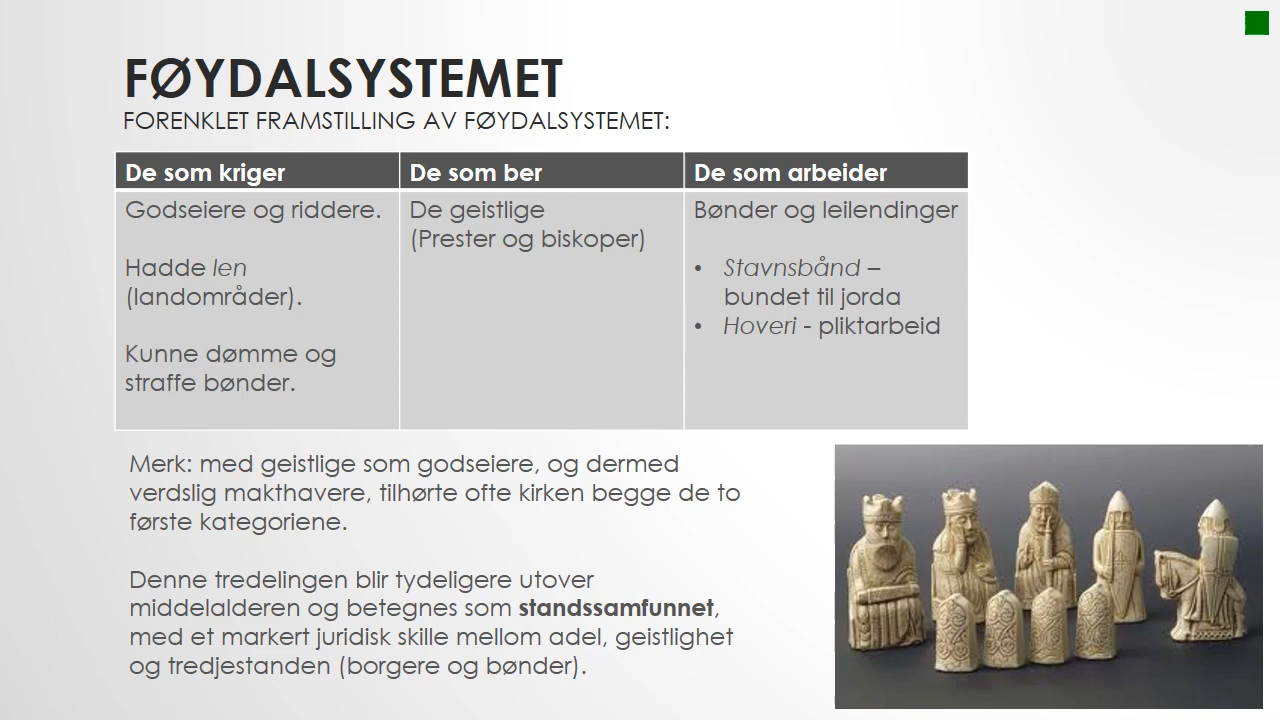 FØYDALSYSTEMET
FORENKLET FRAMSTILLING AV FØYDALSYSTEMET:
De som kriger
Godseiere og riddere.
Hadde len
(landområder).
Kunne dømme og
straffe bønder.
De som ber
De geistlige
(Prester og biskoper)
De som arbeider
Bønder og leilendinger
• Stavnsbånd –
bundet til jorda
• Hoveri - pliktarbeid
Merk: med geistlige som godseiere, og dermed
verdslig makthavere, tilhørte ofte kirken begge de to
første kategoriene.
Denne tredelingen blir tydeligere utover
middelalderen og betegnes som standssamfunnet,
med et markert juridisk skille mellom adel, geistlighet
og tredjestanden (borgere og bønder).